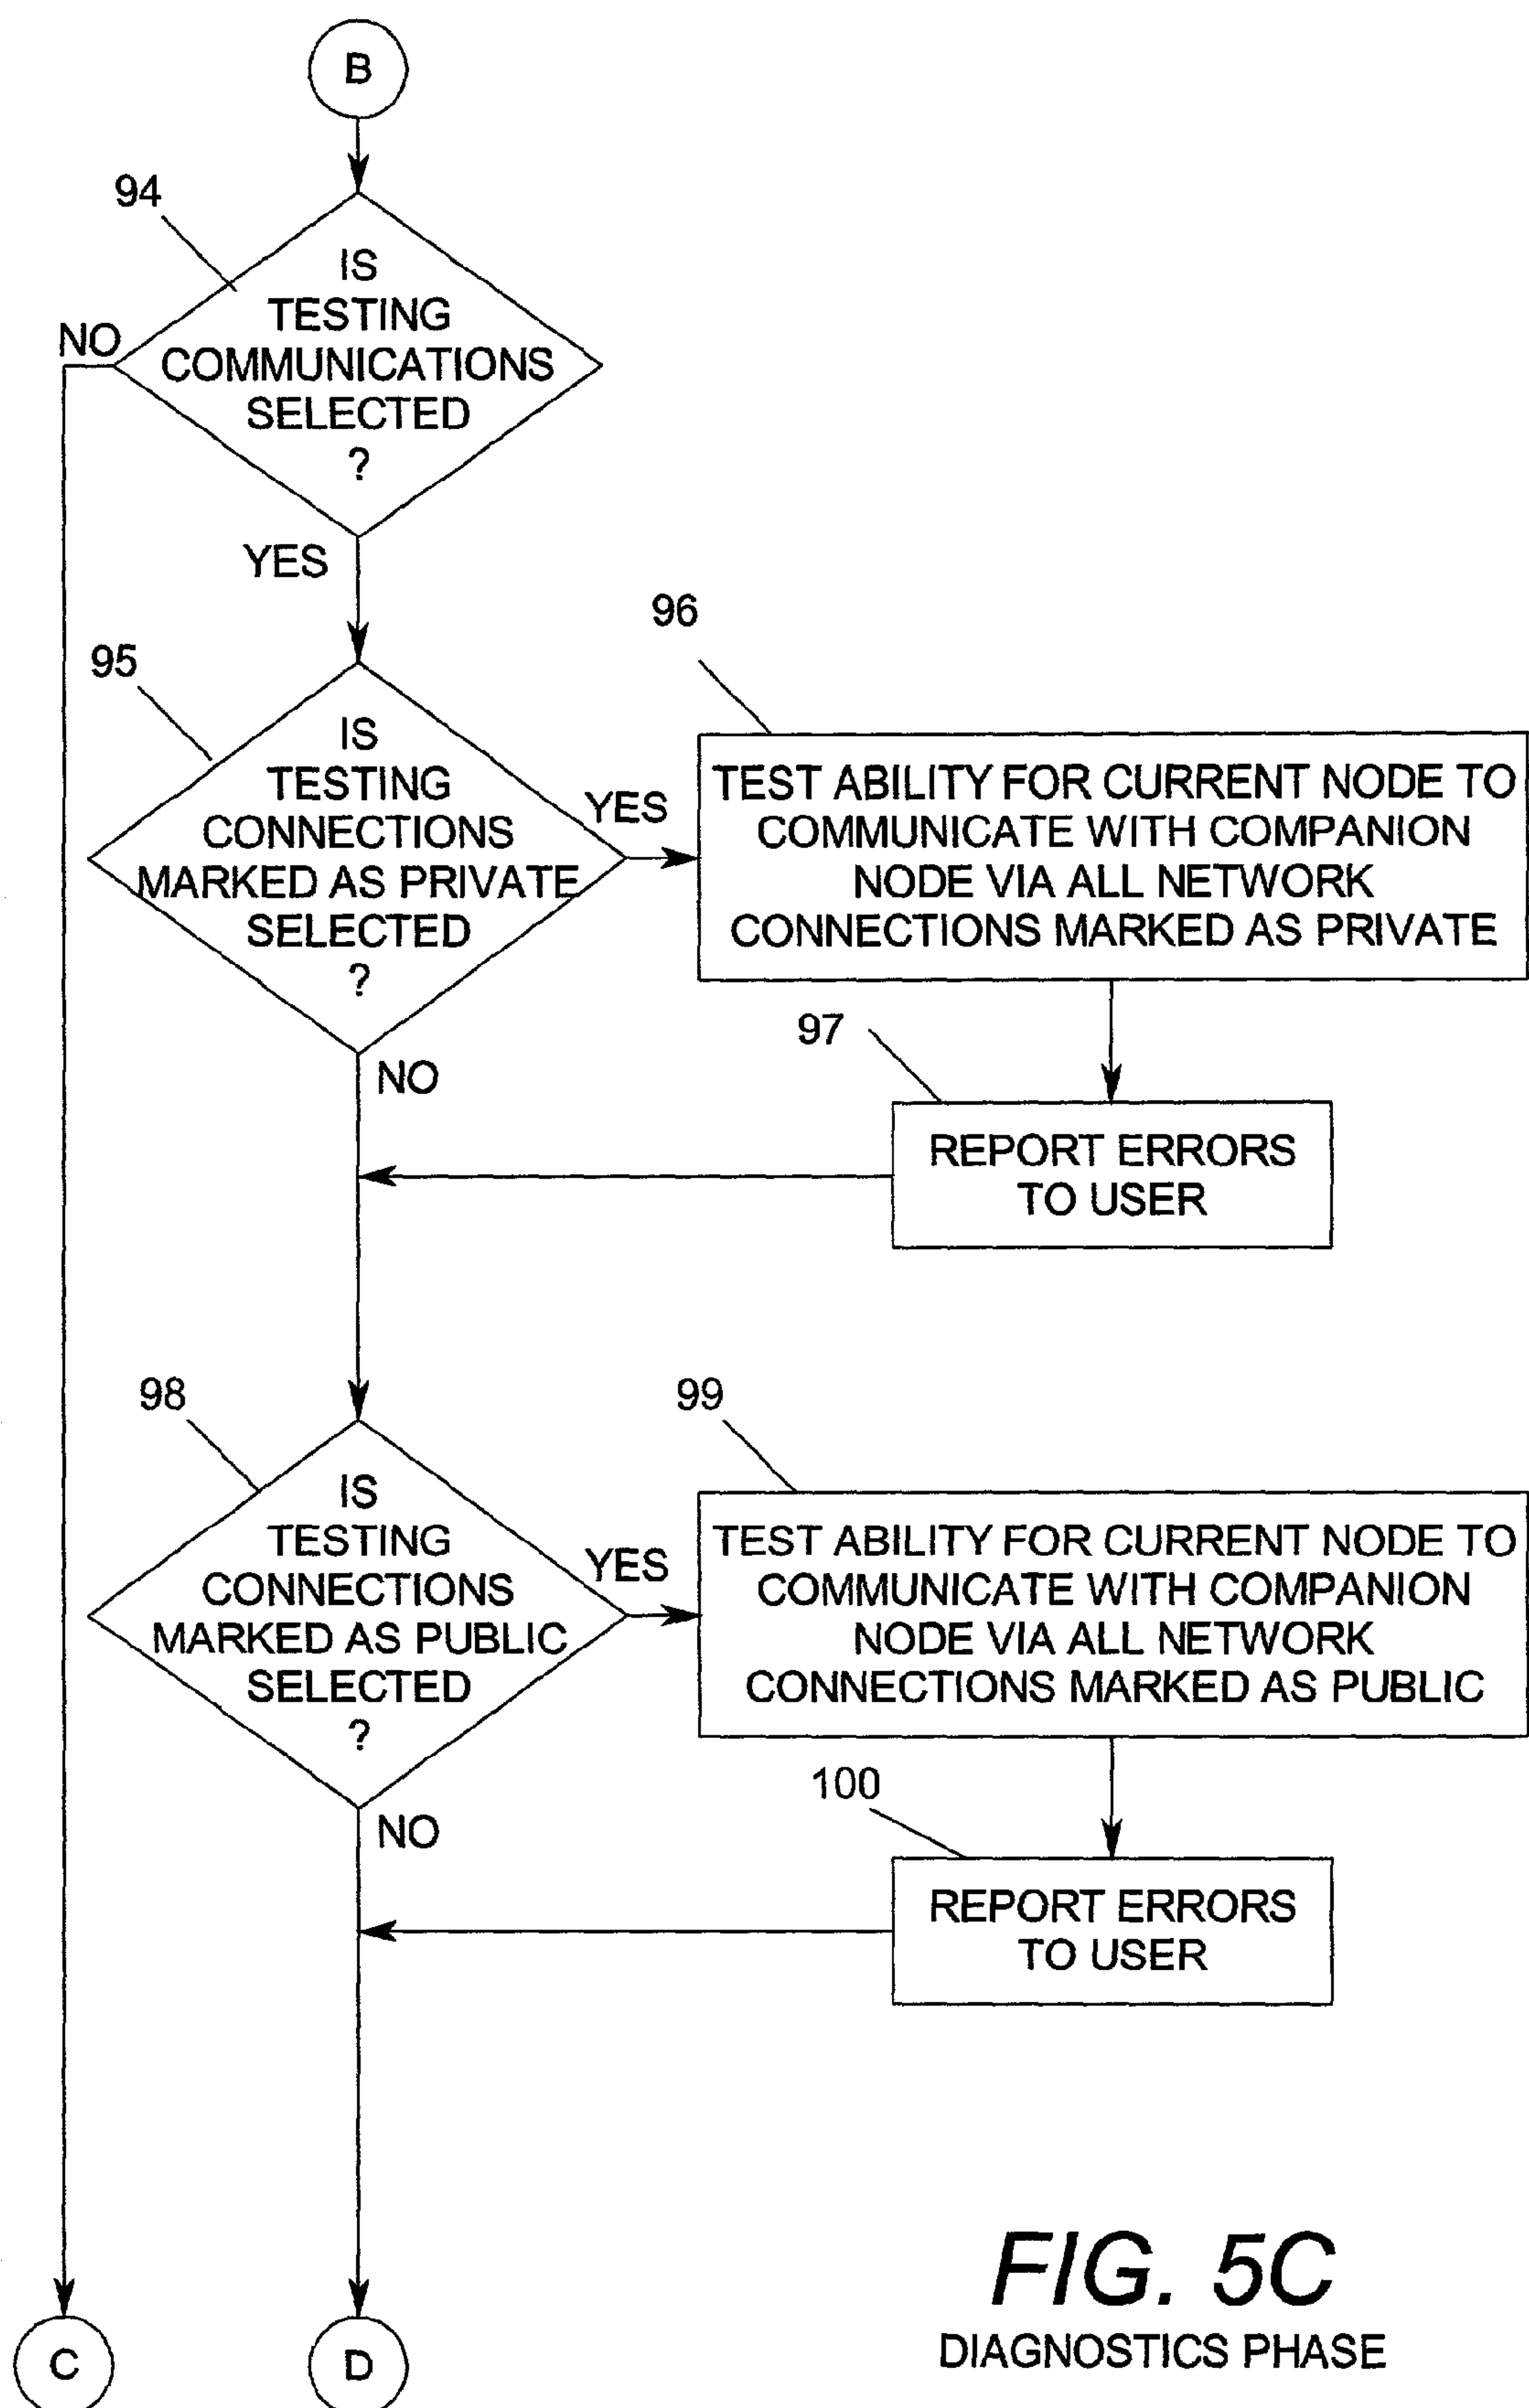 B
94
IS
TESTING
COMMUNICATIONS
SELECTED
?
NO
YES
95
IS
TESTING
CONNECTIONS
MARKED AS PRIVATE
SELECTED
?
YES
NO
96
TEST ABILITY FOR CURRENT NODE TO
COMMUNICATE WITH COMPANION
NODE VIA ALL NETWORK
CONNECTIONS MARKED AS PRIVATE
97
REPORT ERRORS
TO USER
98
IS
TESTING
CONNECTIONS
MARKED AS PUBLIC
SELECTED
?
YES
NO
99
TEST ABILITY FOR CURRENT NODE TO
COMMUNICATE WITH COMPANION
NODE VIA ALL NETWORK
CONNECTIONS MARKED AS PUBLIC
100
REPORT ERRORS
TO USER
C
D
FIG. 5C
DIAGNOSTICS PHASE